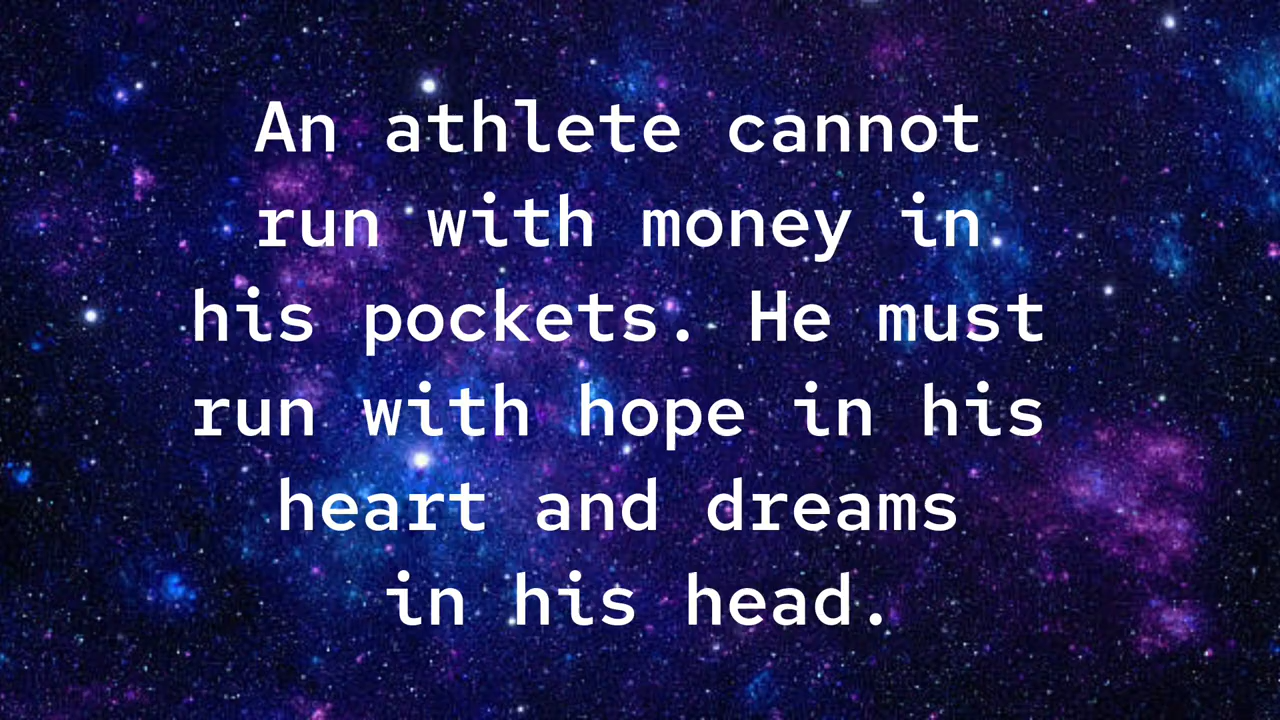 An athlete cannot
run with money in
his pockets. He must
run with hope in his
heart and dreams
in his head.